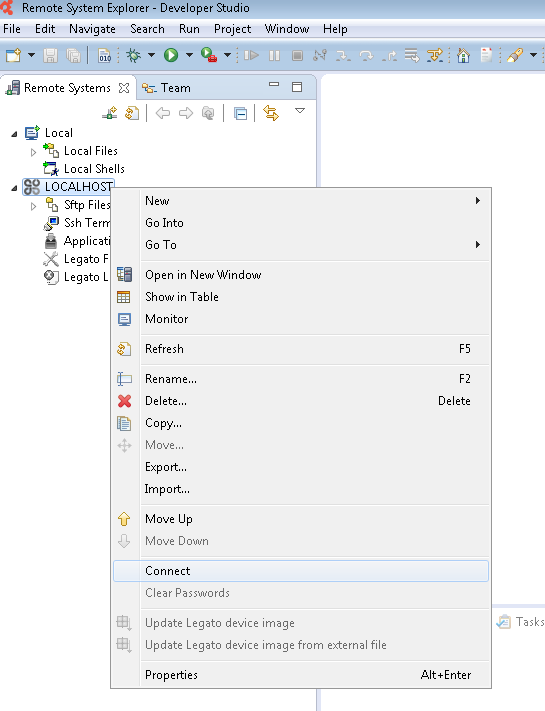 Remote System Explorer - Developer Studio
File Edit Navigate Search Run Legato Project Window Help
010
Remote Systems Team
Local
Local Files
Local Shells
LOCALHOST
Sftp Files
Ssh Term
Applicati
Legato F
Legato L
New
Go Into
Go To
Open in New Window
Show in Table
Monitor
Refresh F5
Rename... F2
Delete... Delete
Copy...
Move...
Export...
Import...
Move Up
Move Down
Connect
Clear Passwords
Update Legato device image
Update Legato device image from external file
Properties Alt+Enter
Tasks